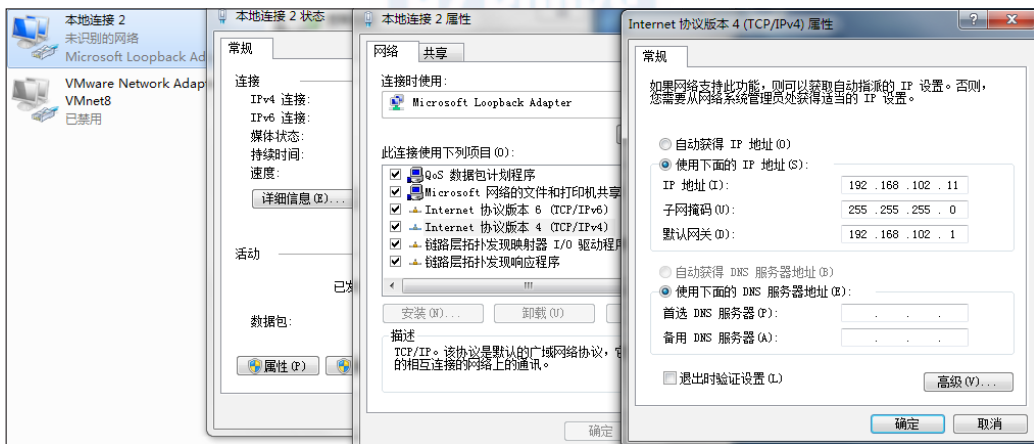 本地连接 2
未识别的网络
Microsoft Loopback Ad
VMware Network Adapt
VMnet8
已禁用
本地连接 2 状态
常规
连接
IPv4 连接:
IPv6 连接:
媒体状态:
持续时间:
速度:
详细信息(E)...
活动
已发
数据包:
属性(P)
本地连接 2 属性
网络
共享
连接时使用:
Microsoft Loopback Adapter
此连接使用下列项目(O):
QoS 数据包计划程序
Microsoft 网络的文件和打印机共享
Internet 协议版本 6 (TCP/IPv6)
Internet 协议版本 4 (TCP/IPv4)
链路层拓扑发现映射器 I/O 驱动程序
链路层拓扑发现响应程序
安装(N)...
卸载(U)
描述
TCP/IP。该协议是默认的广域网络协议，它
的相互连接的网络上的通讯。
确定
Internet 协议版本 4 (TCP/IPv4) 属性
常规
如果网络支持此功能，则可以获取自动指派的 IP 设置。否则，
您需要从网络系统管理员处获得适当的 IP 设置。
自动获得 IP 地址(O)
使用下面的 IP 地址(S):
IP 地址(I): 192 .168 .102 . 11
子网掩码(U): 255 .255 .255 . 0
默认网关(D): 192 .168 .102 . 1
自动获得 DNS 服务器地址(B)
使用下面的 DNS 服务器地址(E):
首选 DNS 服务器(P): . . .
备用 DNS 服务器(A): . . .
退出时验证设置(L)
高级(V)...
确定
取消